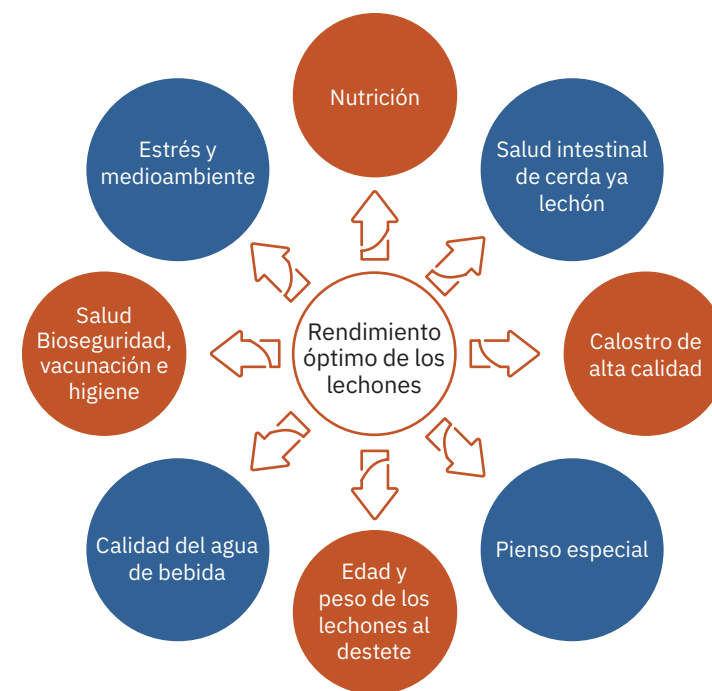 Nutrición
Salud intestinal
de cerda ya
lechón
Calostro de
alta calidad
Pienso especial
Edad y
peso de los
lechones al
destete
Calidad del agua
de bebida
Salud
Bioseguridad,
vacunación e
higiene
Estrés y
medioambiente
Rendimiento
óptimo de los
lechones